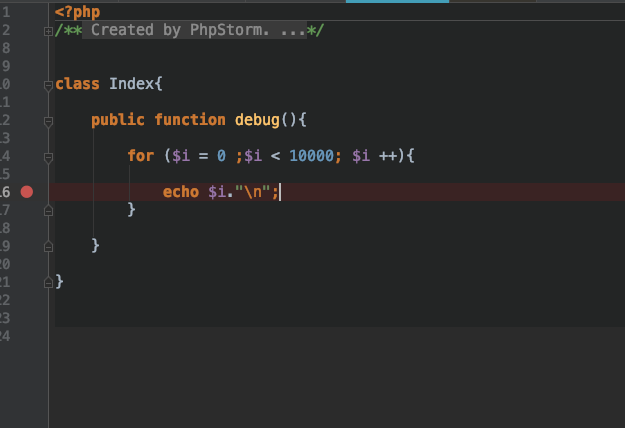 1 <?php
2 /** Created by PhpStorm. ...*/
8
9
10 class Index{
11
12 public function debug(){
13
14 for ($i = 0 ;$i < 10000; $i ++){
15
16 echo $i."\n";
17 }
18
19 }
20
21 }
22
23
24